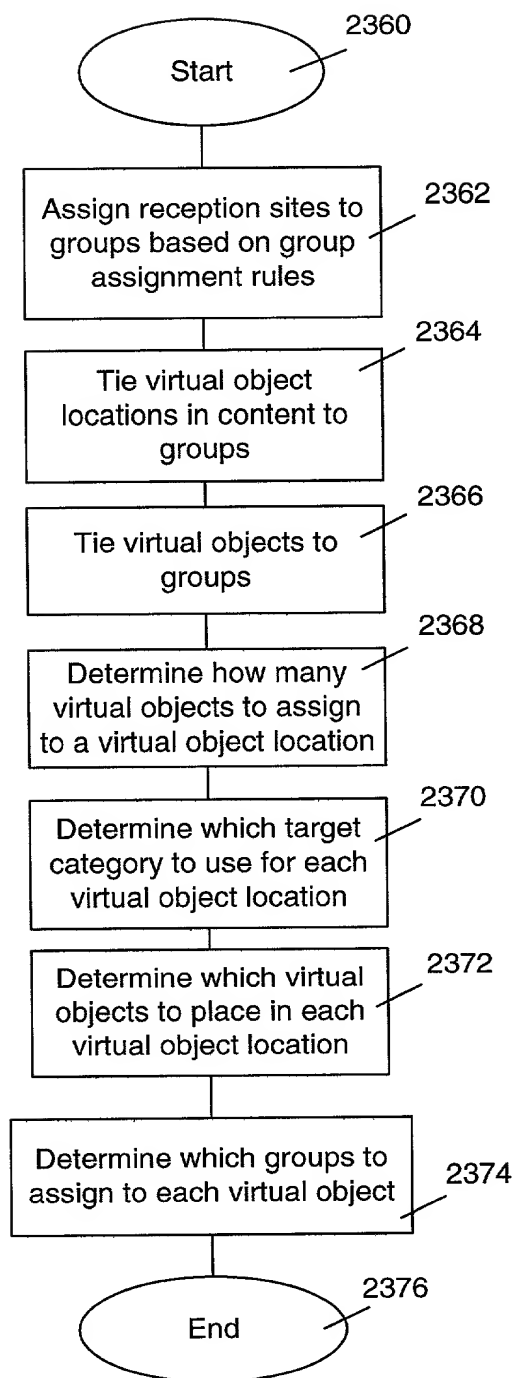 2360
Start
2362
Assign reception sites to
groups based on group
assignment rules
2364
Tie virtual object
locations in content to
groups
2366
Tie virtual objects to
groups
2368
Determine how many
virtual objects to assign
to a virtual object location
2370
Determine which target
category to use for each
virtual object location
2372
Determine which virtual
objects to place in each
virtual object location
Determine which groups to
assign to each virtual object
2374
2376
End